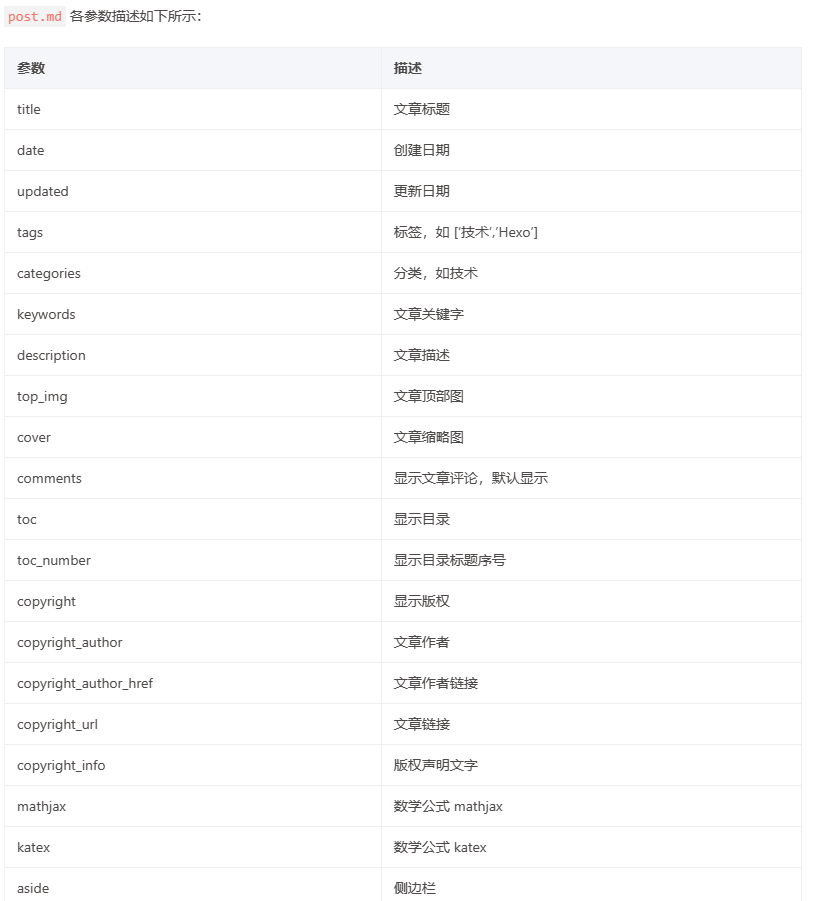 post.md 各参数描述如下所示：
参数 描述
title 文章标题
date 创建日期
updated 更新日期
tags 标签，如 ['技术','Hexo']
categories 分类，如技术
keywords 文章关键字
description 文章描述
top_img 文章顶部图
cover 文章缩略图
comments 显示文章评论，默认显示
toc 显示目录
toc_number 显示目录标题序号
copyright 显示版权
copyright_author 文章作者
copyright_author_href 文章作者链接
copyright_url 文章链接
copyright_info 版权声明文字
mathjax 数学公式 mathjax
katex 数学公式 katex
aside 侧边栏